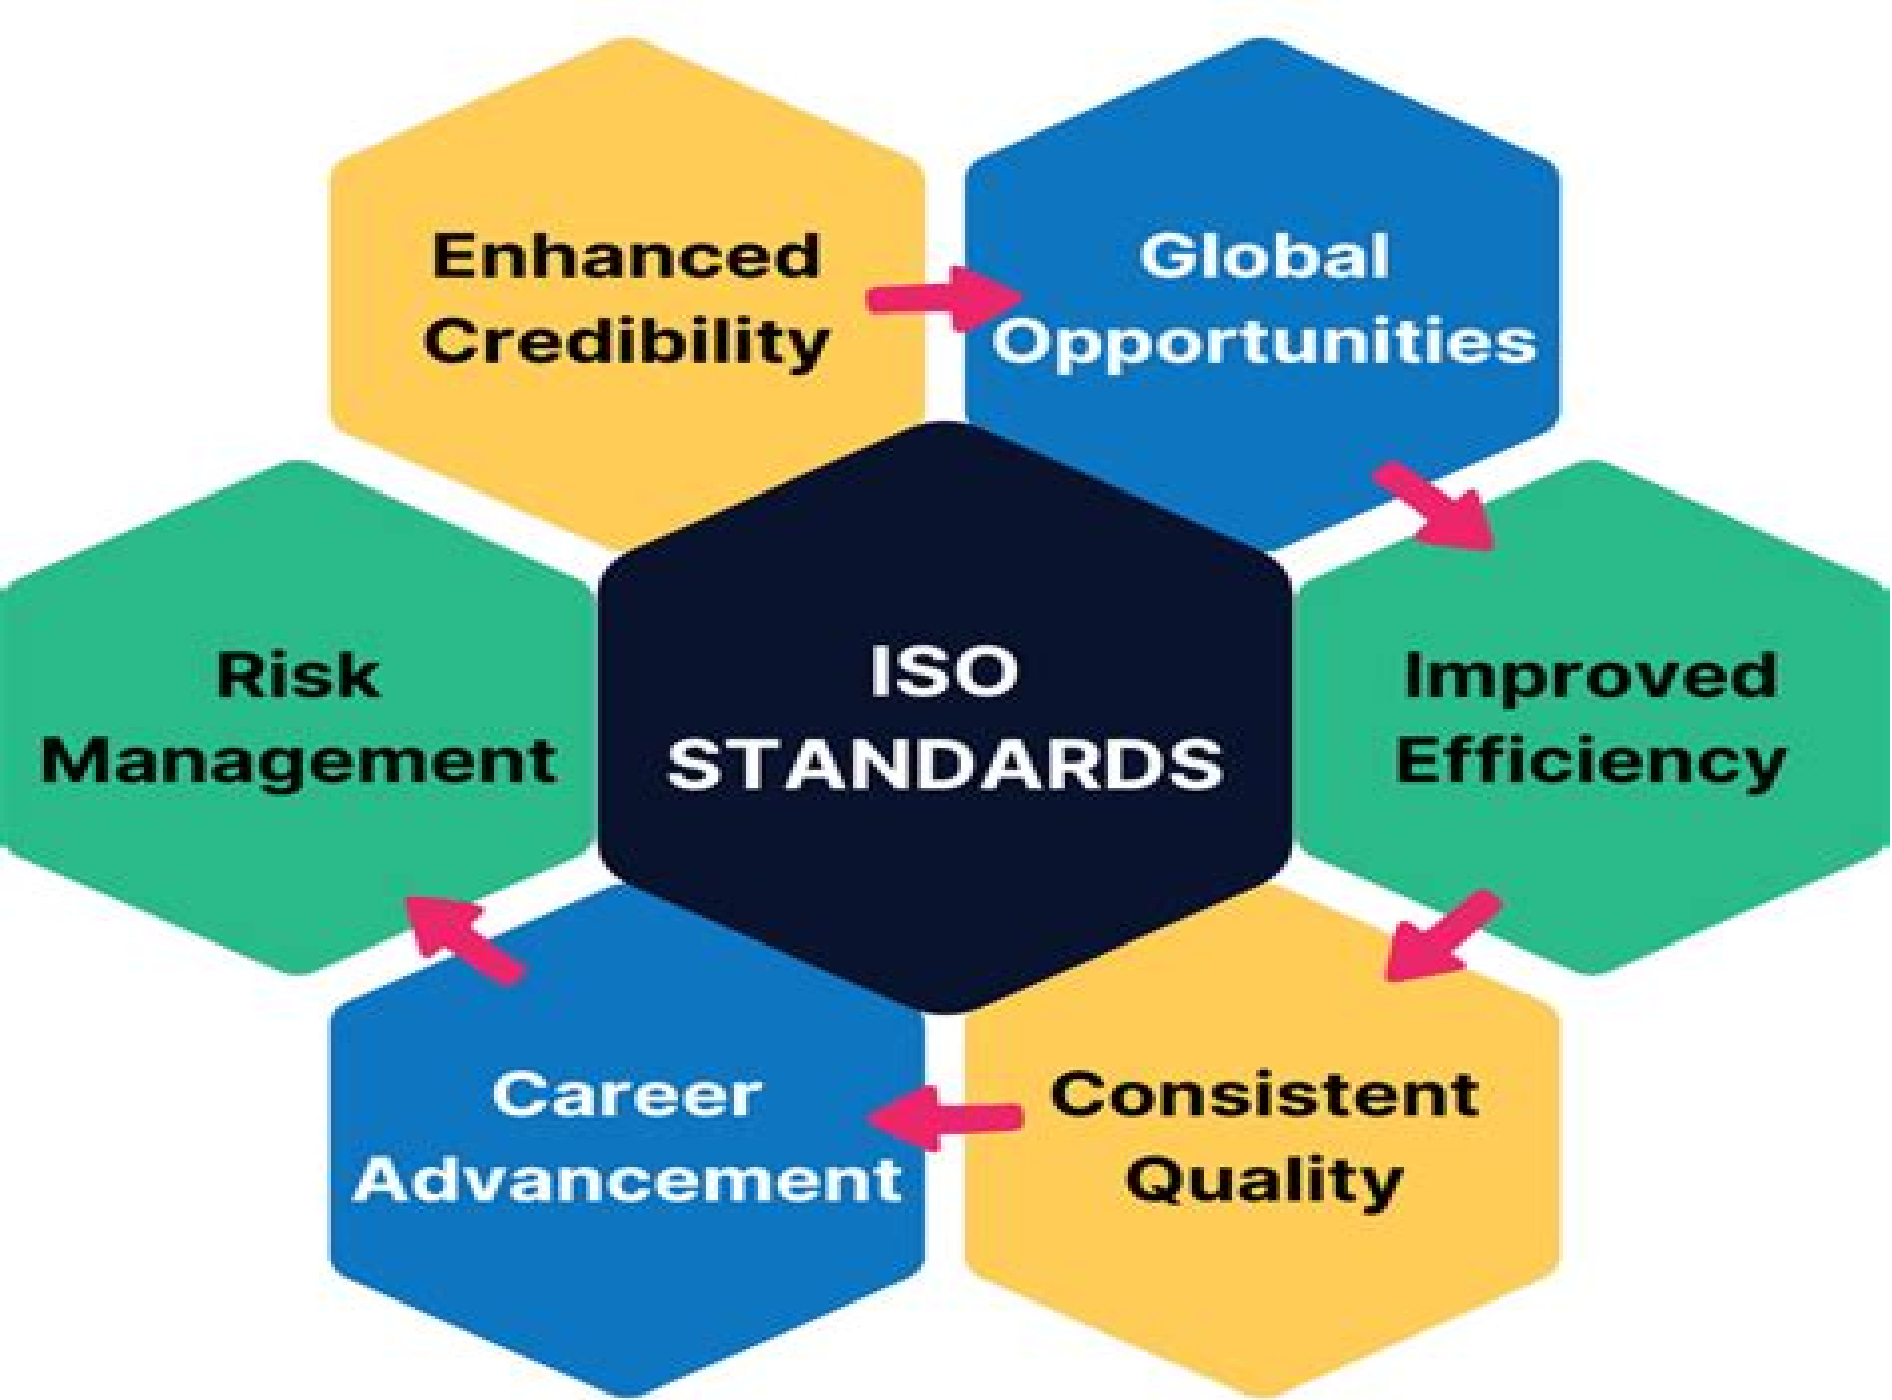 Enhanced
Credibility
Global
Opportunities
Risk
Management
ISO
STANDARDS
Improved
Efficiency
Career
Advancement
Consistent
Quality